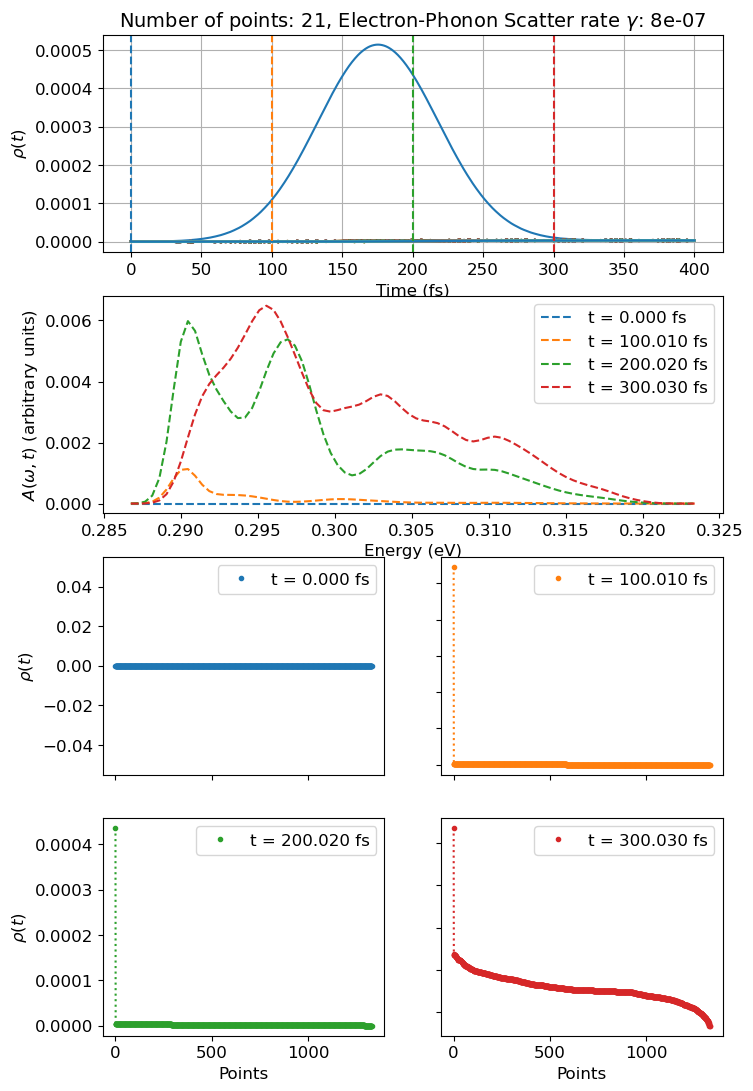 Number of points: 21, Electron-Phonon Scatter rate γ: 8e-07
0.0005
0.0004
0.0003
0.0002
0.0001
0.0000
ρ(t)
0 50 100 150 200 250 300 350 400
Time (fs)
0.006
0.004
0.002
0.000
A(ω, t) (arbitrary units)
t = 0.000 fs
t = 100.010 fs
t = 200.020 fs
t = 300.030 fs
0.285 0.290 0.295 0.300 0.305 0.310 0.315 0.320 0.325
Energy (eV)
0.04
0.02
0.00
−0.02
−0.04
ρ(t)
t = 0.000 fs
t = 100.010 fs
0.0004
0.0003
0.0002
0.0001
0.0000
ρ(t)
t = 200.020 fs
0 500 1000
Points
t = 300.030 fs
0 500 1000
Points